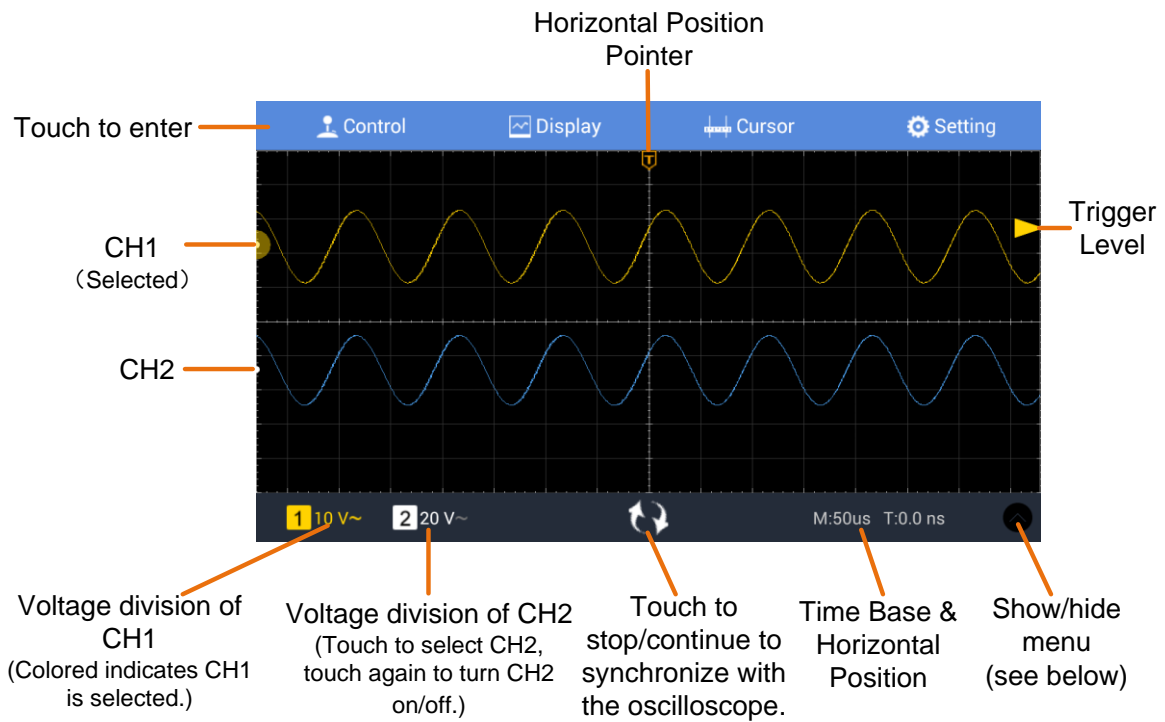 Horizontal Position
Pointer
Touch to enter
Control
Display
Cursor
Setting
T
Trigger
Level
CH1
（Selected）
CH2
1 10 V~
2 20 V~
M:50us T:0.0 ns
Voltage division of
CH1
(Colored indicates CH1
is selected.)
Voltage division of CH2
(Touch to select CH2,
touch again to turn CH2
on/off.)
Touch to
stop/continue to
synchronize with
the oscilloscope.
Time Base &
Horizontal
Position
Show/hide
menu
(see below)